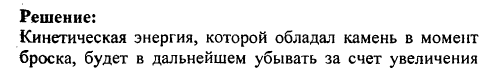 Решение:
Кинетическая энергия, которой обладал камень в момент
броска, будет в дальнейшем убывать за счет увеличения